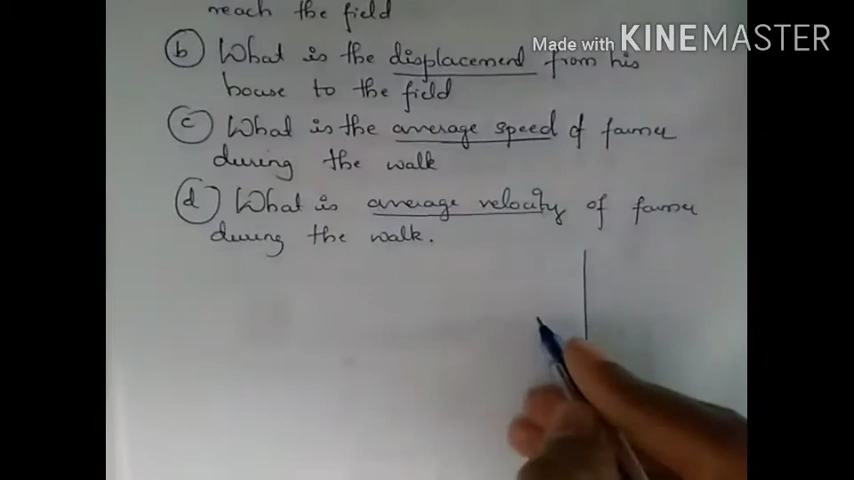 reach the field
Made with KINEMASTER
b What is the displacement from his
house to the field
c What is the average speed of farmer
during the walk
d What is average velocity of farmer
during the walk.